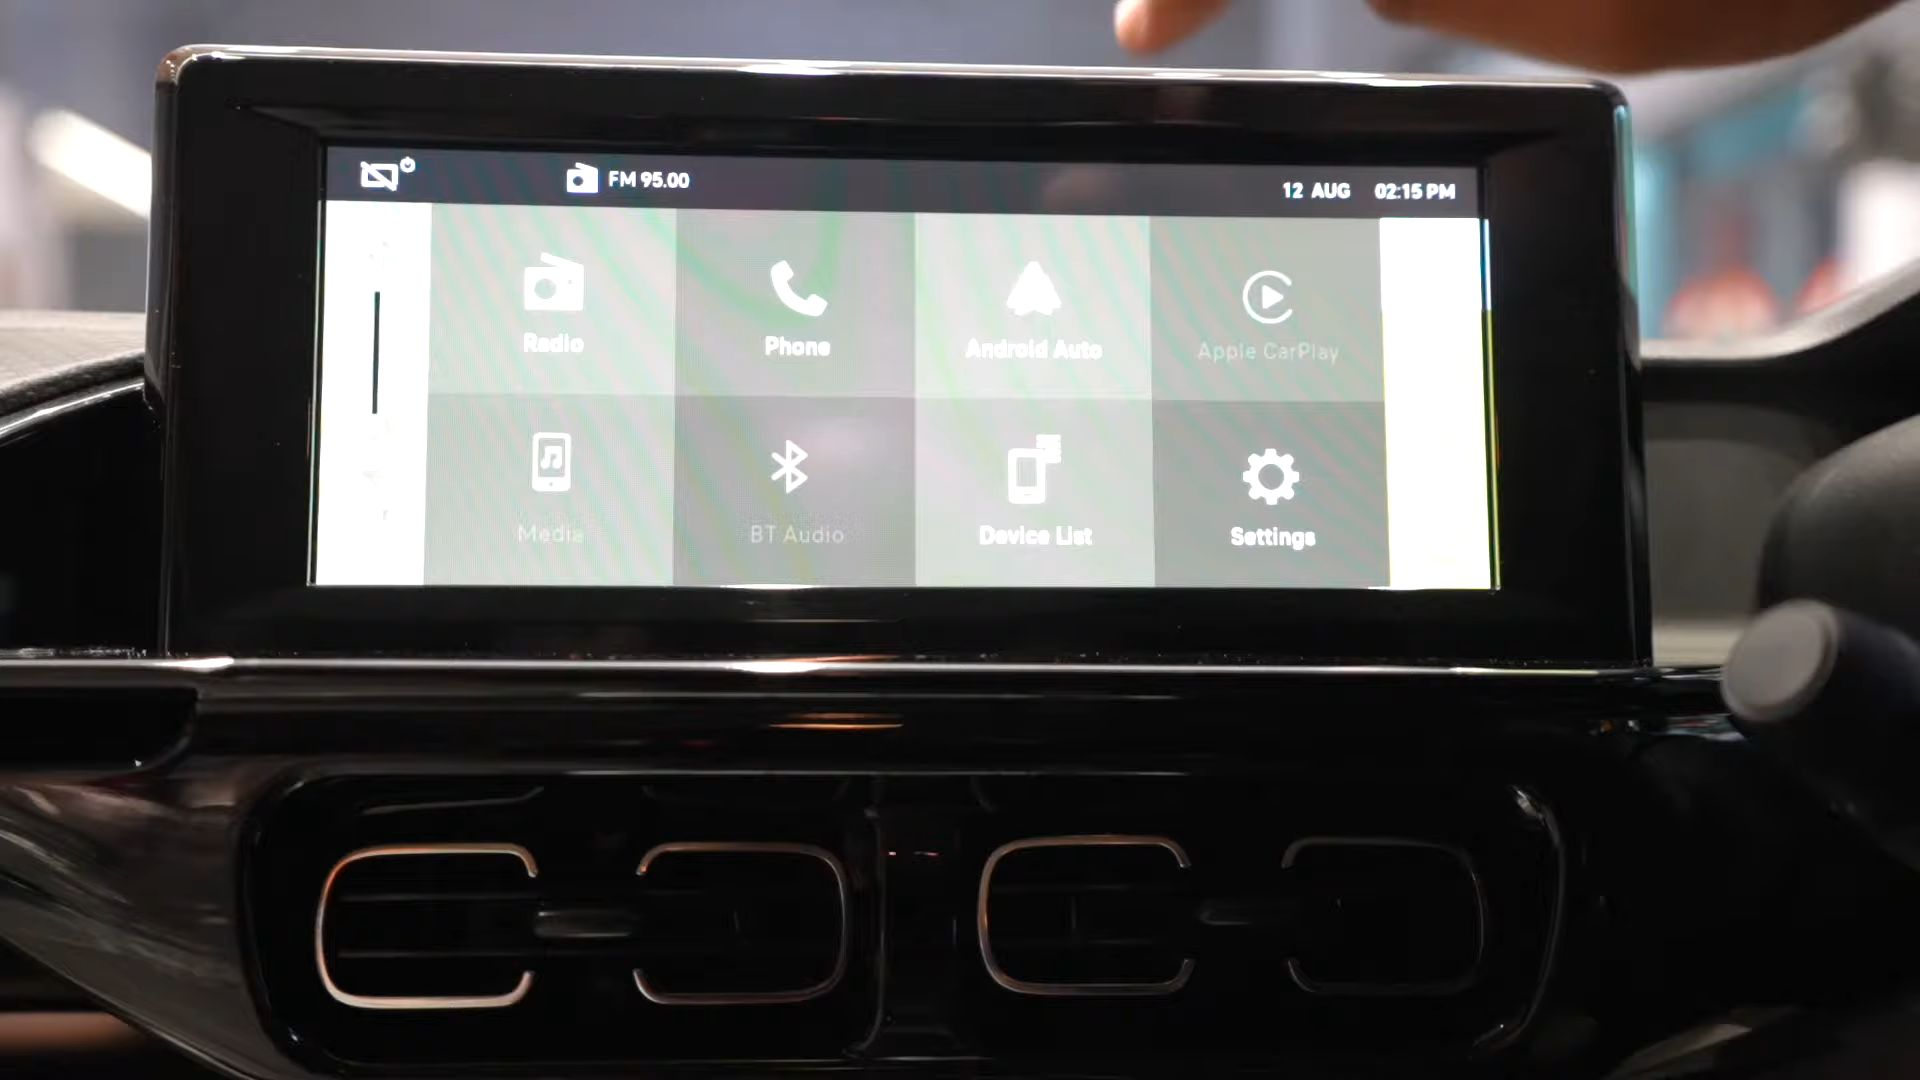 FM 95.00
12 AUG 02:15 PM
Radio
Phone
Android Auto
Apple CarPlay
Media
BT Audio
Device List
Settings